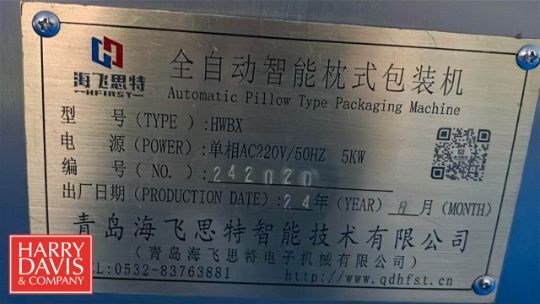 海飞思特
HFIRST
全自动智能枕式包装机
Automatic Pillow Type Packaging Machine
型 号 (TYPE) :HWBX
电 源 (POWER): 单相AC220V/50HZ 5KW
编 号 (NO.) : 242020
出厂日期 (PRODUCTION DATE): 24年 (YEAR) 8月 (MONTH)
青岛海飞思特智能技术有限公司
(青岛海飞思特电子机械有限公司)
TEL:0532-83763881 http://www.qdhfst.cn
HARRY
DAVIS
& COMPANY